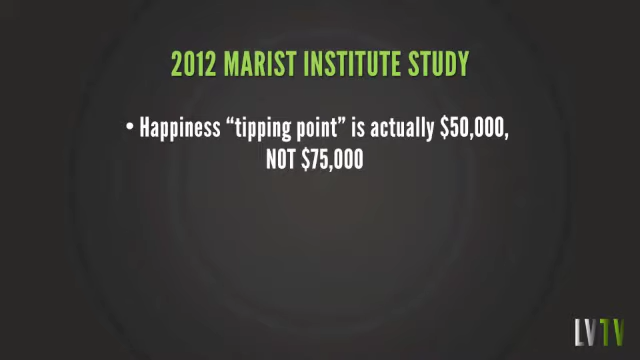 2012 MARIST INSTITUTE STUDY
• Happiness “tipping point” is actually $50,000,
NOT $75,000
LVTV